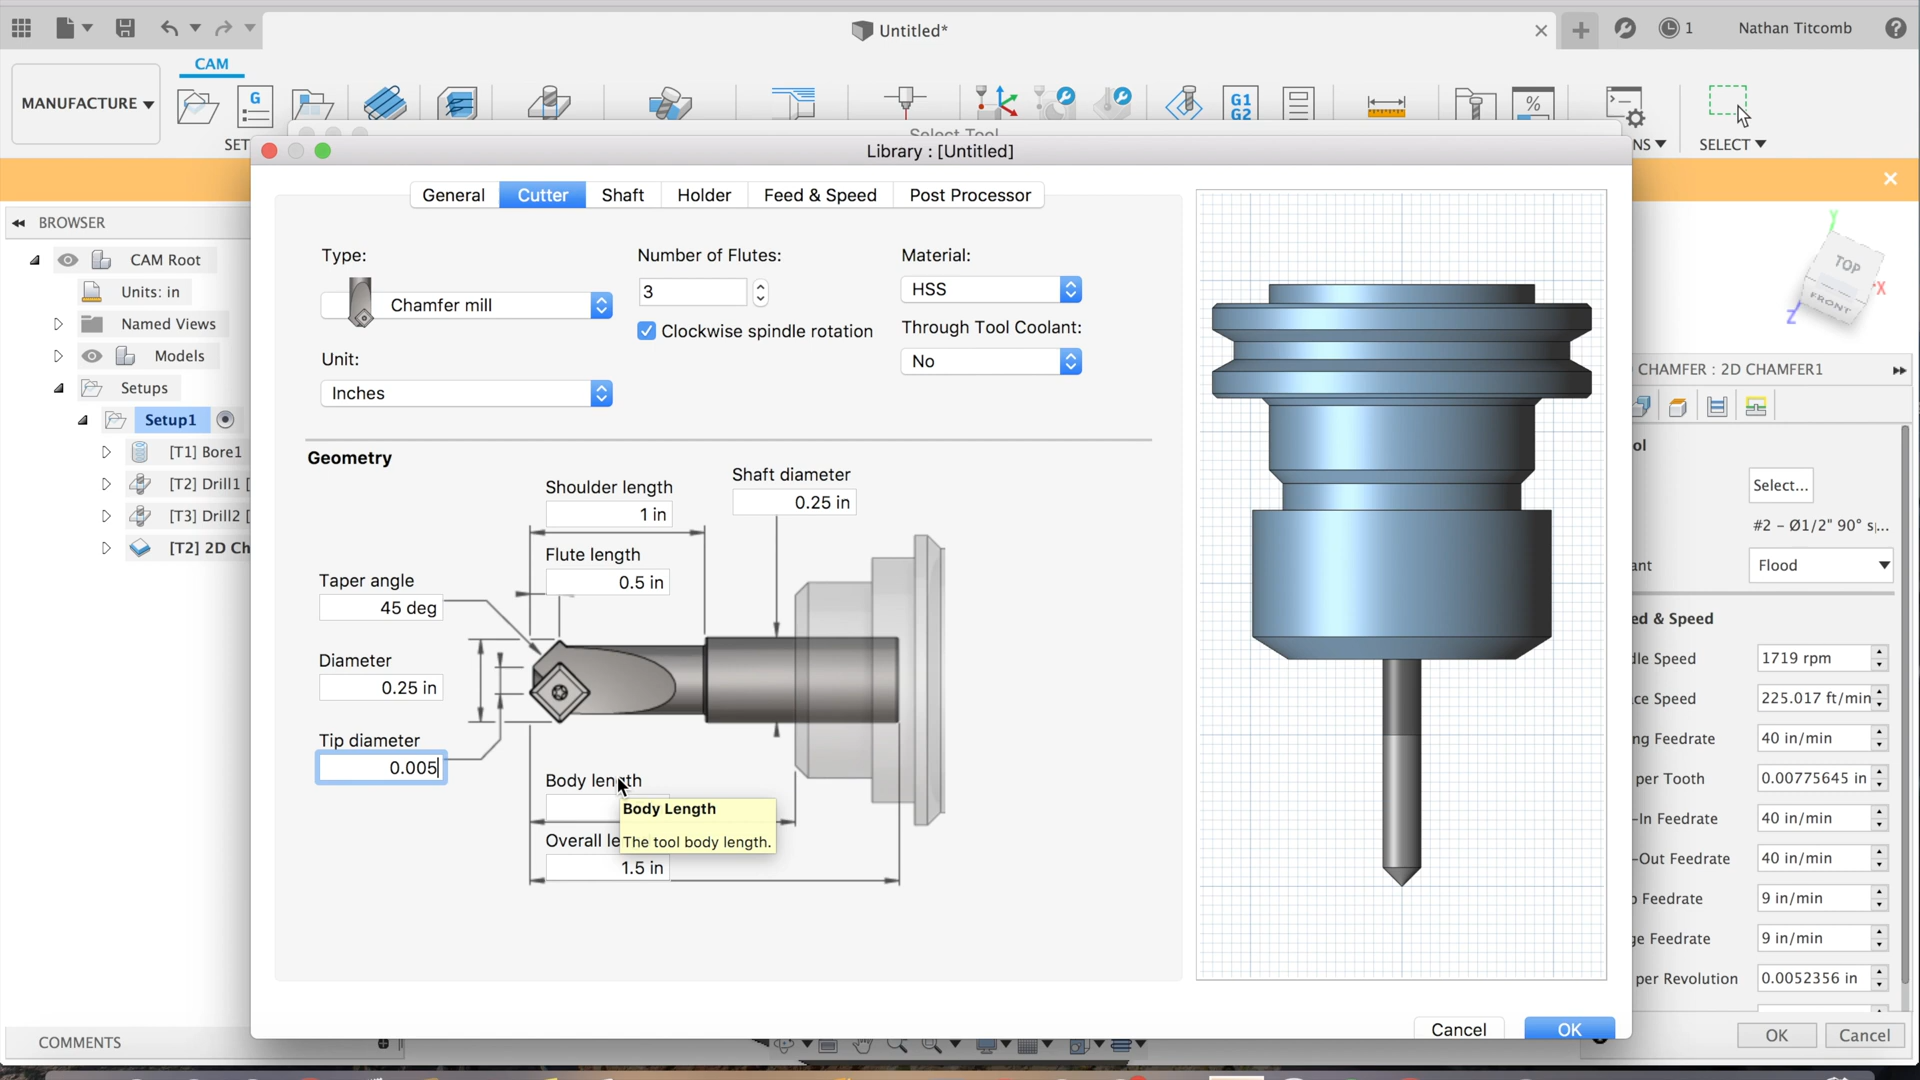 Untitled*
1
Nathan Titcomb
CAM
MANUFACTURE
G
G1
G2
%
SET
NS
SELECT
Select Tool
Library : [Untitled]
General
Cutter
Shaft
Holder
Feed & Speed
Post Processor
BROWSER
CAM Root
Units: in
Named Views
Models
Setups
Setup1
[T1] Bore1
[T2] Drill1 [
[T3] Drill2 [
[T2] 2D Ch
COMMENTS
Type:
Chamfer mill
Unit:
Inches
Number of Flutes:
3
Clockwise spindle rotation
Material:
HSS
Through Tool Coolant:
No
Geometry
Shoulder length
1 in
Shaft diameter
0.25 in
Flute length
0.5 in
Taper angle
45 deg
Diameter
0.25 in
Tip diameter
0.005
Body length
Body Length
The tool body length.
Overall le
1.5 in
Cancel
OK
Y
TOP
FRONT
X
Z
CHAMFER : 2D CHAMFER1
ol
Select...
#2 - Ø1/2" 90° s...
ant
Flood
ed & Speed
dle Speed
1719 rpm
ce Speed
225.017 ft/min
ng Feedrate
40 in/min
per Tooth
0.00775645 in
-In Feedrate
40 in/min
-Out Feedrate
40 in/min
p Feedrate
9 in/min
ge Feedrate
9 in/min
per Revolution
0.0052356 in
OK
Cancel